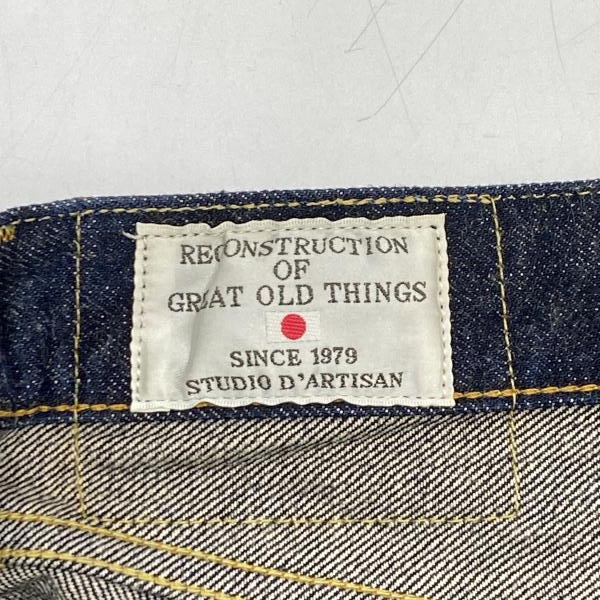 RECONSTRUCTION
OF
GREAT OLD THINGS
SINCE 1979
STUDIO D'ARTISAN